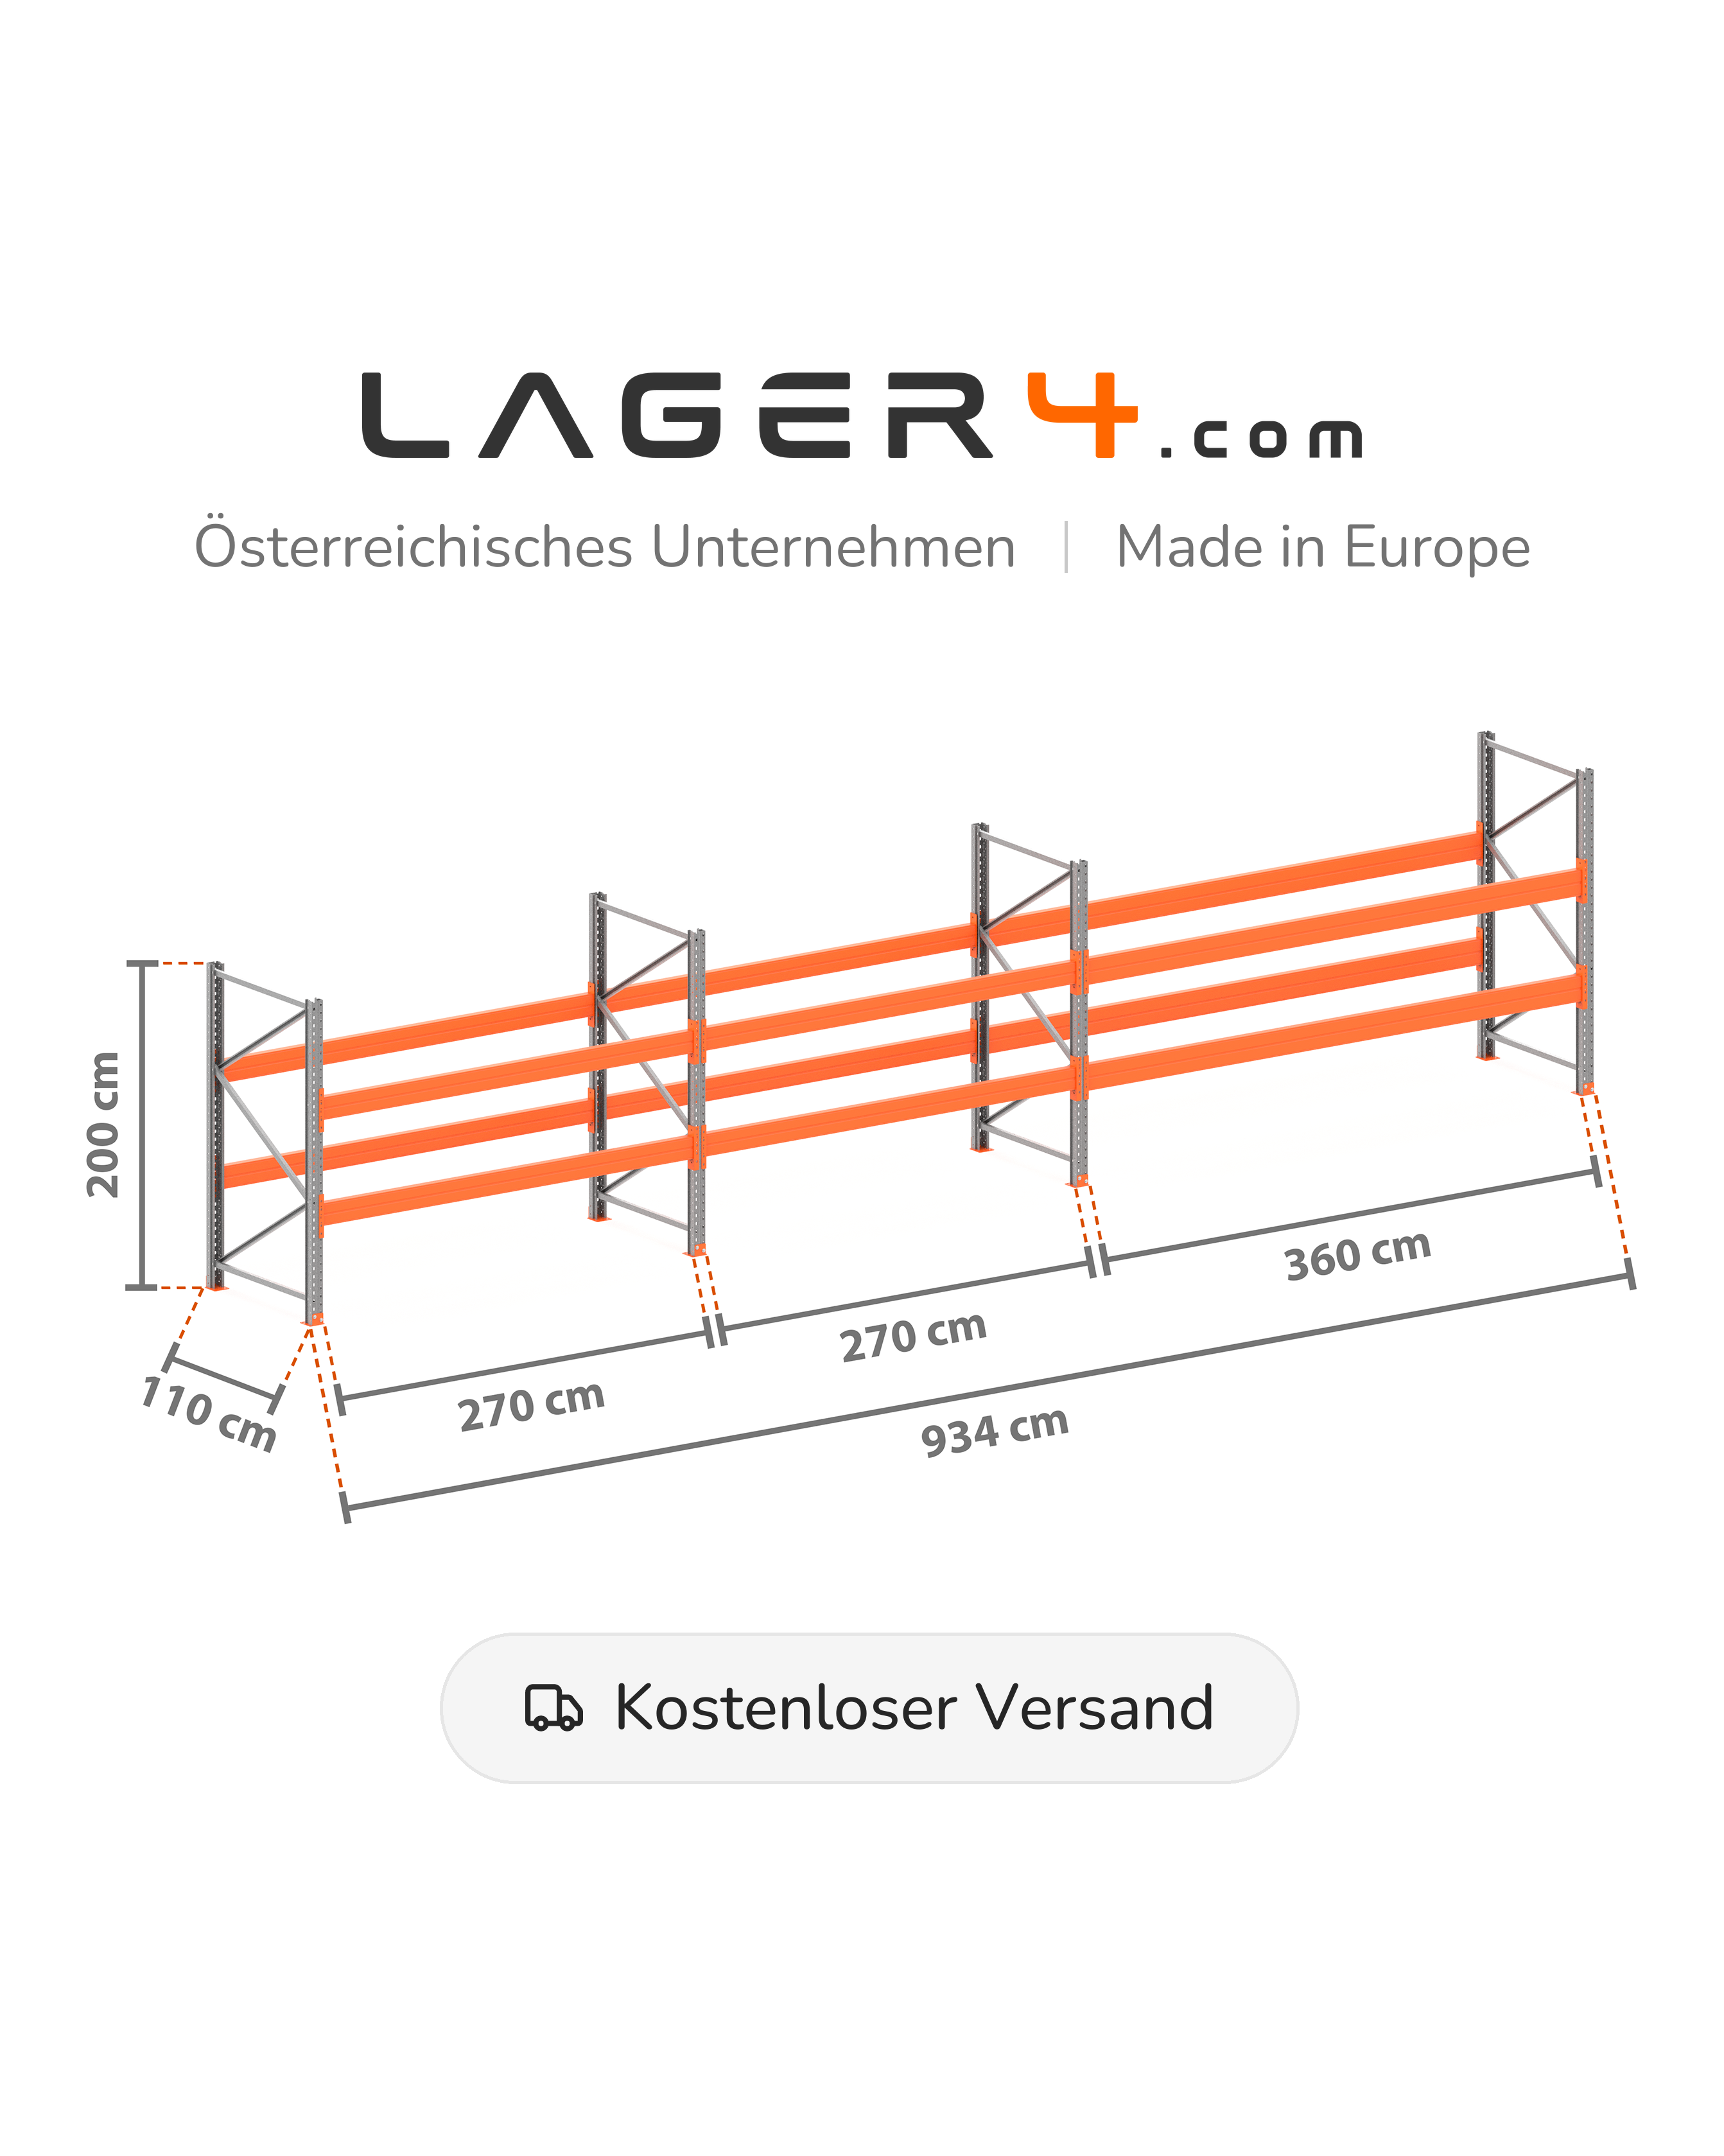 LAGER4.com
Österreichisches Unternehmen | Made in Europe
200 cm
110 cm
270 cm
270 cm
360 cm
934 cm
Kostenloser Versand